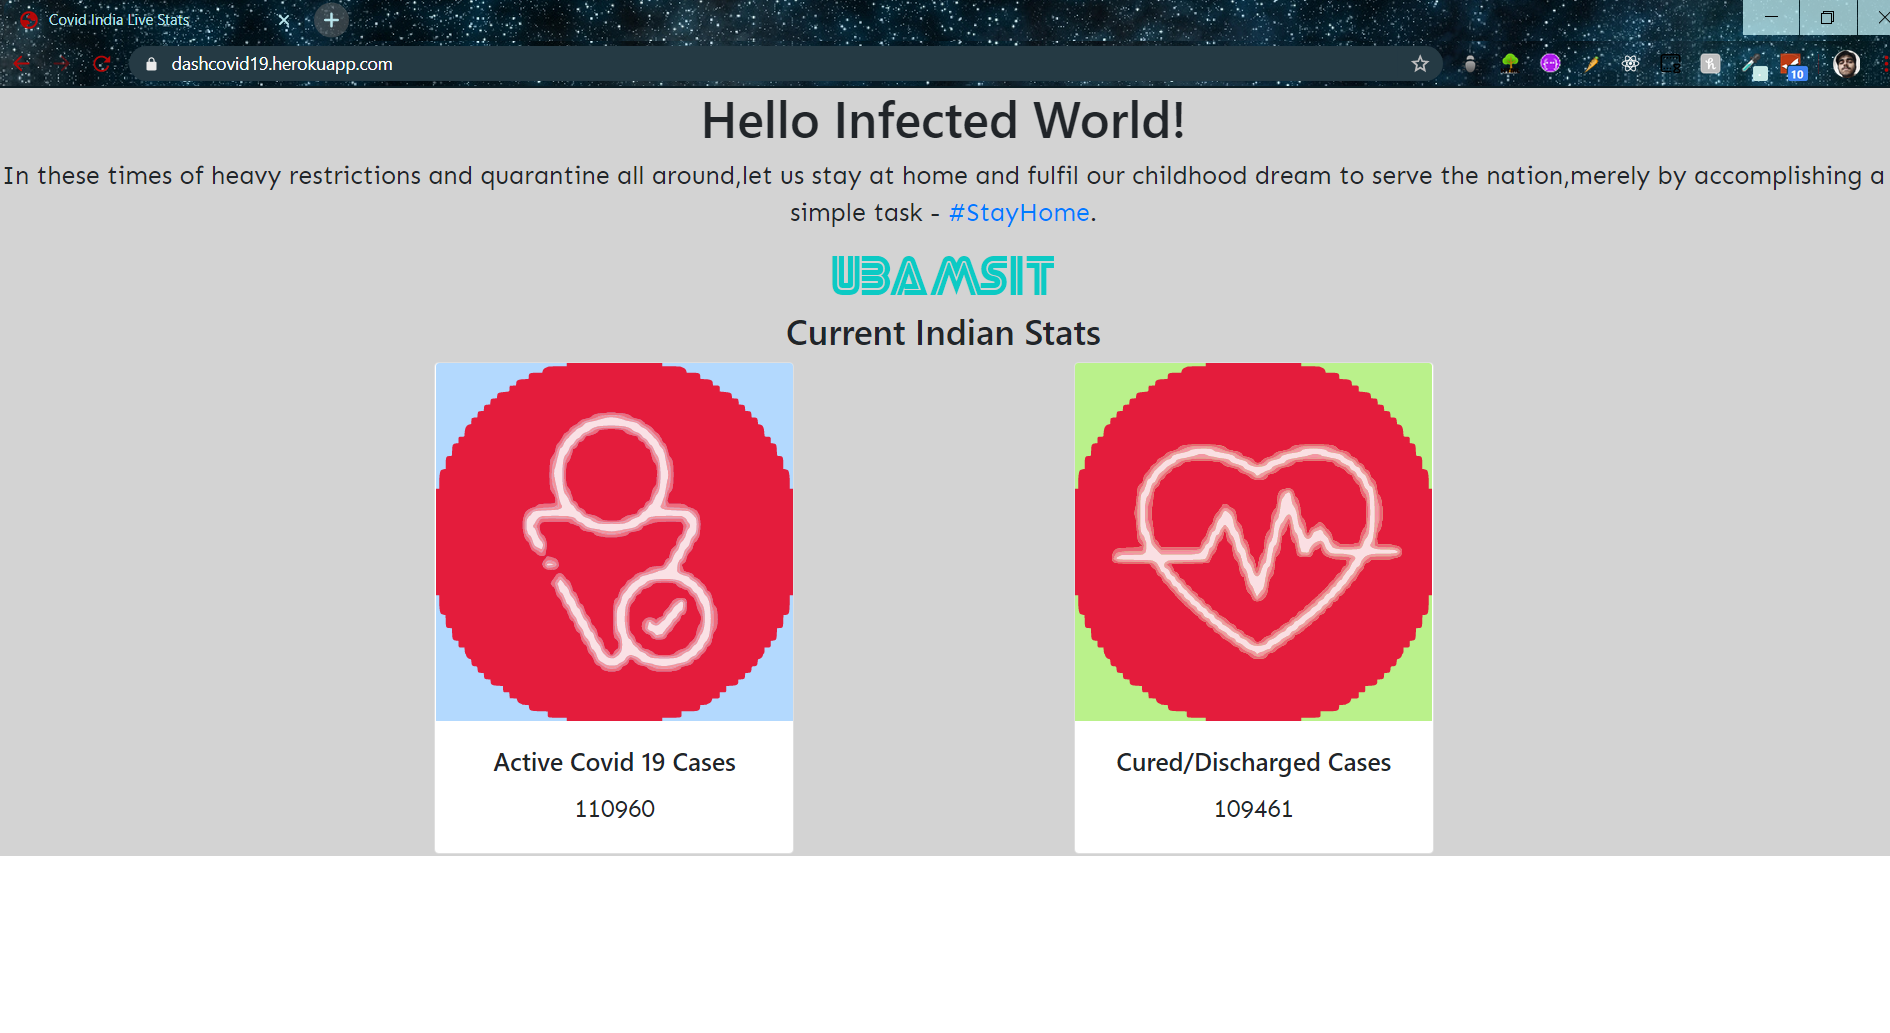 Covid India Live Stats
dashcovid19.herokuapp.com
10
Hello Infected World!
In these times of heavy restrictions and quarantine all around,let us stay at home and fulfil our childhood dream to serve the nation,merely by accomplishing a
simple task - #StayHome.
UBAMSIT
Current Indian Stats
Active Covid 19 Cases
110960
Cured/Discharged Cases
109461